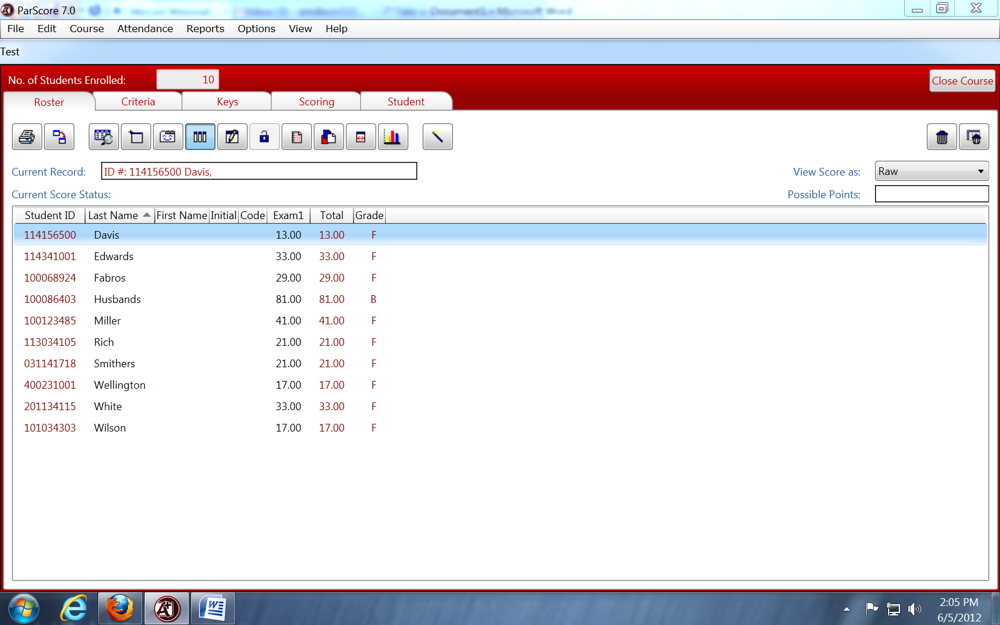 ParScore 7.0
File Edit Course Attendance Reports Options View Help
Test
No. of Students Enrolled: 10 Close Course
Roster Criteria Keys Scoring Student
Current Record: ID #: 114156500 Davis, View Score as: Raw
Current Score Status: Possible Points:
Student ID Last Name First Name Initial Code Exam1 Total Grade
114156500 Davis 13.00 13.00 F
114341001 Edwards 33.00 33.00 F
100068924 Fabros 29.00 29.00 F
100086403 Husbands 81.00 81.00 B
100123485 Miller 41.00 41.00 F
113034105 Rich 21.00 21.00 F
031141718 Smithers 21.00 21.00 F
400231001 Wellington 17.00 17.00 F
201134115 White 33.00 33.00 F
101034303 Wilson 17.00 17.00 F
2:05 PM
6/5/2012